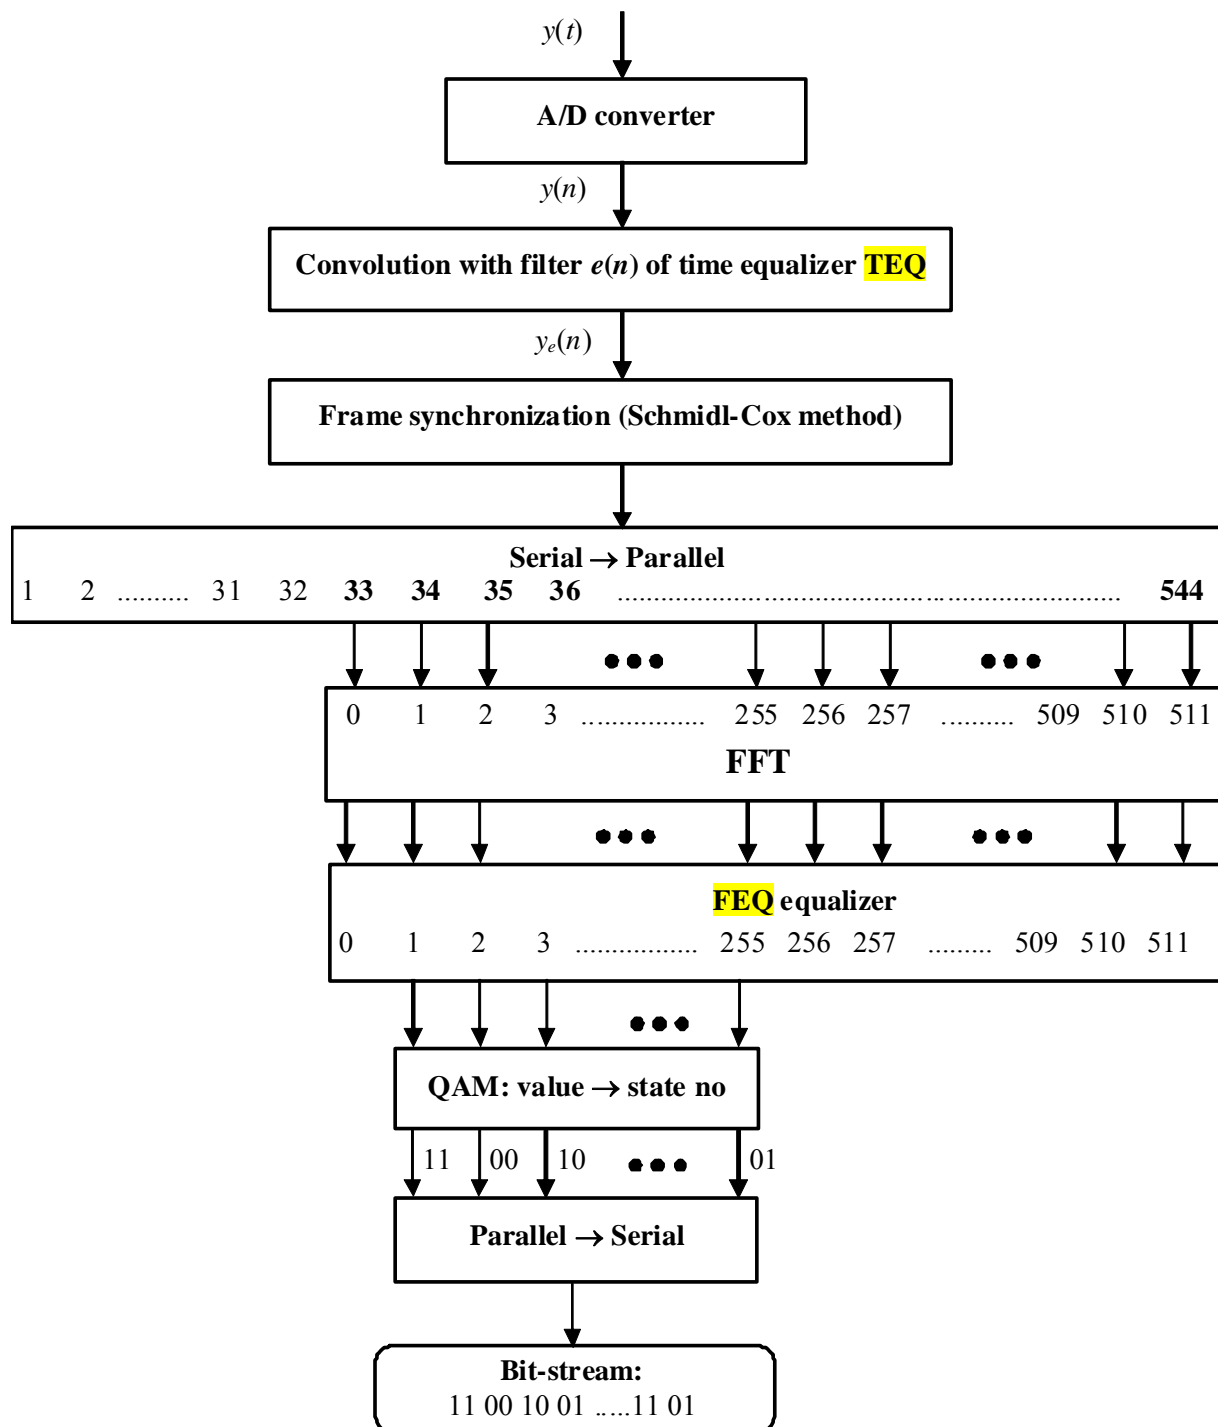 y(t)
A/D converter
y(n)
Convolution with filter e(n) of time equalizer TEQ
yₑ(n)
Frame synchronization (Schmidl-Cox method)
Serial → Parallel
1 2 .......... 31 32 33 34 35 36 ...................................................................... 544
0 1 2 3 ................. 255 256 257 .......... 509 510 511
FFT
FEQ equalizer
0 1 2 3 ................. 255 256 257 ......... 509 510 511
QAM: value → state no
11 00 10 01
Parallel → Serial
Bit-stream:
11 00 10 01 ......11 01